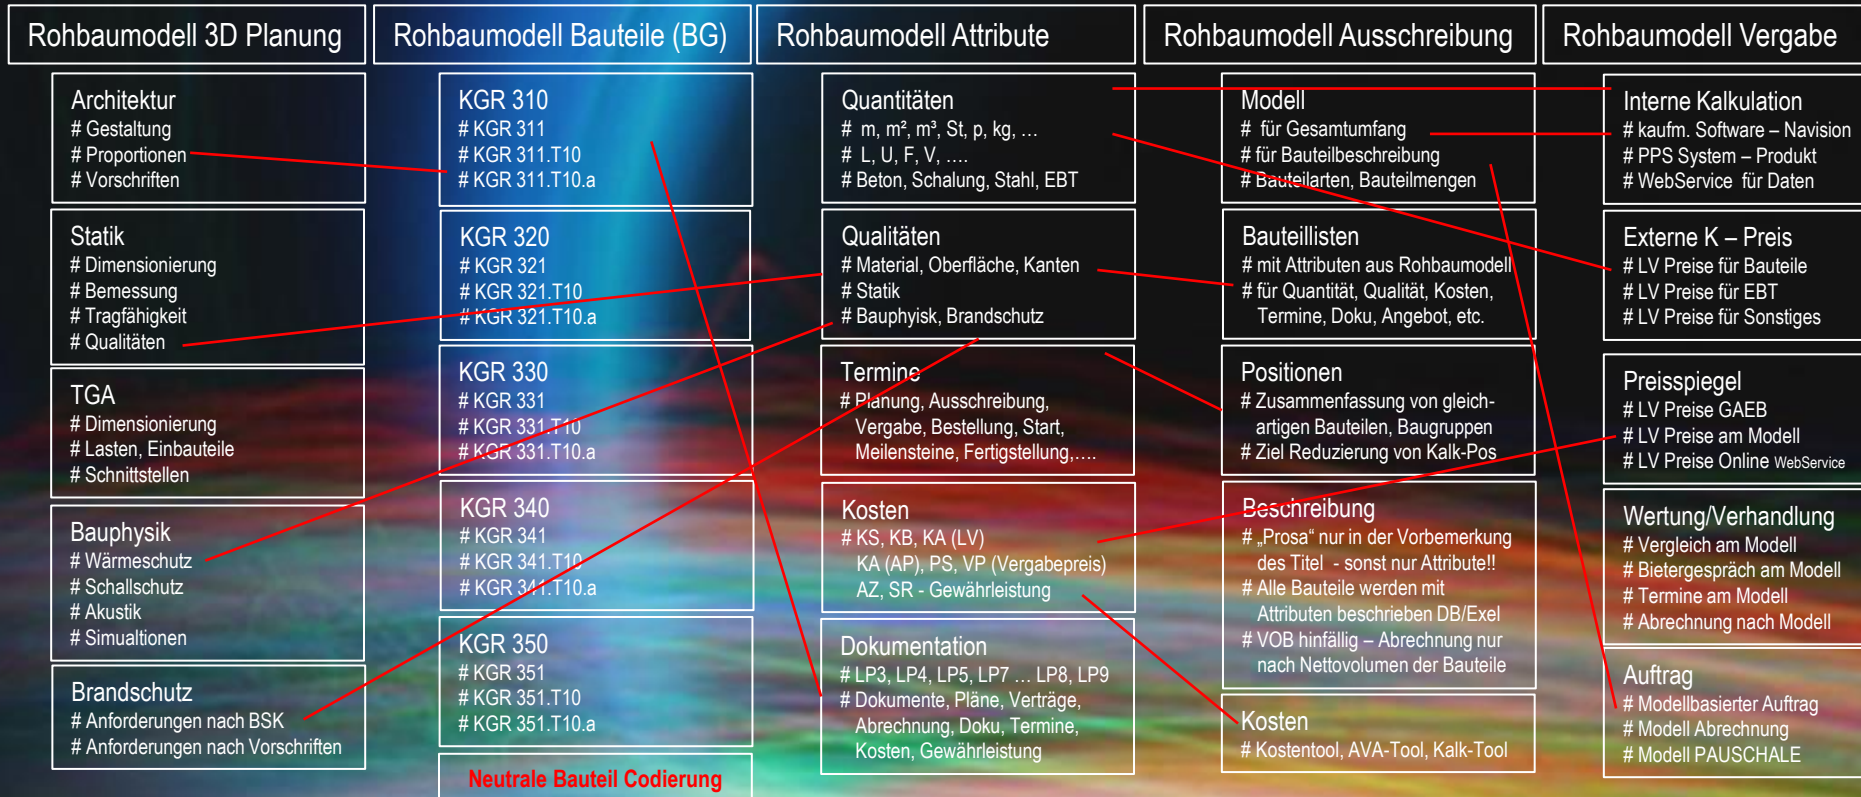 Rohbaumodell 3D Planung
Architektur
# Gestaltung
# Proportionen
# Vorschriften
Statik
# Dimensionierung
# Bemessung
# Tragfähigkeit
# Qualitäten
TGA
# Dimensionierung
# Lasten, Einbauteile
# Schnittstellen
Bauphysik
# Wärmeschutz
# Schallschutz
# Akustik
# Simualtionen
Brandschutz
# Anforderungen nach BSK
# Anforderungen nach Vorschriften
Rohbaumodell Bauteile (BG)
KGR 310
# KGR 311
# KGR 311.T10
# KGR 311.T10.a
KGR 320
# KGR 321
# KGR 321.T10
# KGR 321.T10.a
KGR 330
# KGR 331
# KGR 331.T10
# KGR 331.T10.a
KGR 340
# KGR 341
# KGR 341.T10
# KGR 341.T10.a
KGR 350
# KGR 351
# KGR 351.T10
# KGR 351.T10.a
Neutrale Bauteil Codierung
Rohbaumodell Attribute
Quantitäten
# m, m², m³, St, p, kg, …
# L, U, F, V, ….
# Beton, Schalung, Stahl, EBT
Qualitäten
# Material, Oberfläche, Kanten
# Statik
# Bauphyisk, Brandschutz
Termine
# Planung, Ausschreibung,
Vergabe, Bestellung, Start,
Meilensteine, Fertigstellung,….
Kosten
# KS, KB, KA (LV)
KA (AP), PS, VP (Vergabepreis)
AZ, SR - Gewährleistung
Dokumentation
# LP3, LP4, LP5, LP7 … LP8, LP9
# Dokumente, Pläne, Verträge,
Abrechnung, Doku, Termine,
Kosten, Gewährleistung
Rohbaumodell Ausschreibung
Modell
# für Gesamtumfang
# für Bauteilbeschreibung
# Bauteilarten, Bauteilmengen
Bauteillisten
# mit Attributen aus Rohbaumodell
# für Quantität, Qualität, Kosten,
Termine, Doku, Angebot, etc.
Positionen
# Zusammenfassung von gleich-
artigen Bauteilen, Baugruppen
# Ziel Reduzierung von Kalk-Pos
Beschreibung
# „Prosa“ nur in der Vorbemerkung
des Titel - sonst nur Attribute!!
# Alle Bauteile werden mit
Attributen beschrieben DB/Exel
# VOB hinfällig – Abrechnung nur
nach Nettovolumen der Bauteile
Kosten
# Kostentool, AVA-Tool, Kalk-Tool
Rohbaumodell Vergabe
Interne Kalkulation
# kaufm. Software – Navision
# PPS System – Produkt
# WebService für Daten
Externe K – Preis
# LV Preise für Bauteile
# LV Preise für EBT
# LV Preise für Sonstiges
Preisspiegel
# LV Preise GAEB
# LV Preise am Modell
# LV Preise Online WebService
Wertung/Verhandlung
# Vergleich am Modell
# Bietergespräch am Modell
# Termine am Modell
# Abrechnung nach Modell
Auftrag
# Modellbasierter Auftrag
# Modell Abrechnung
# Modell PAUSCHALE